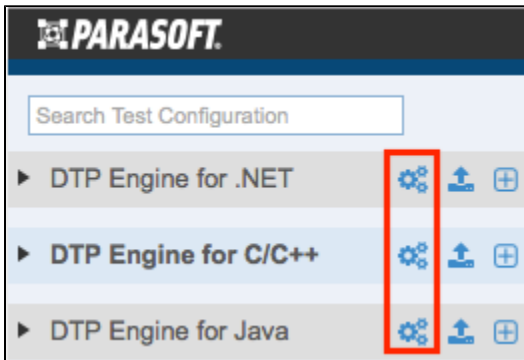 PARASOFT.
Search Test Configuration
DTP Engine for .NET
DTP Engine for C/C++
DTP Engine for Java